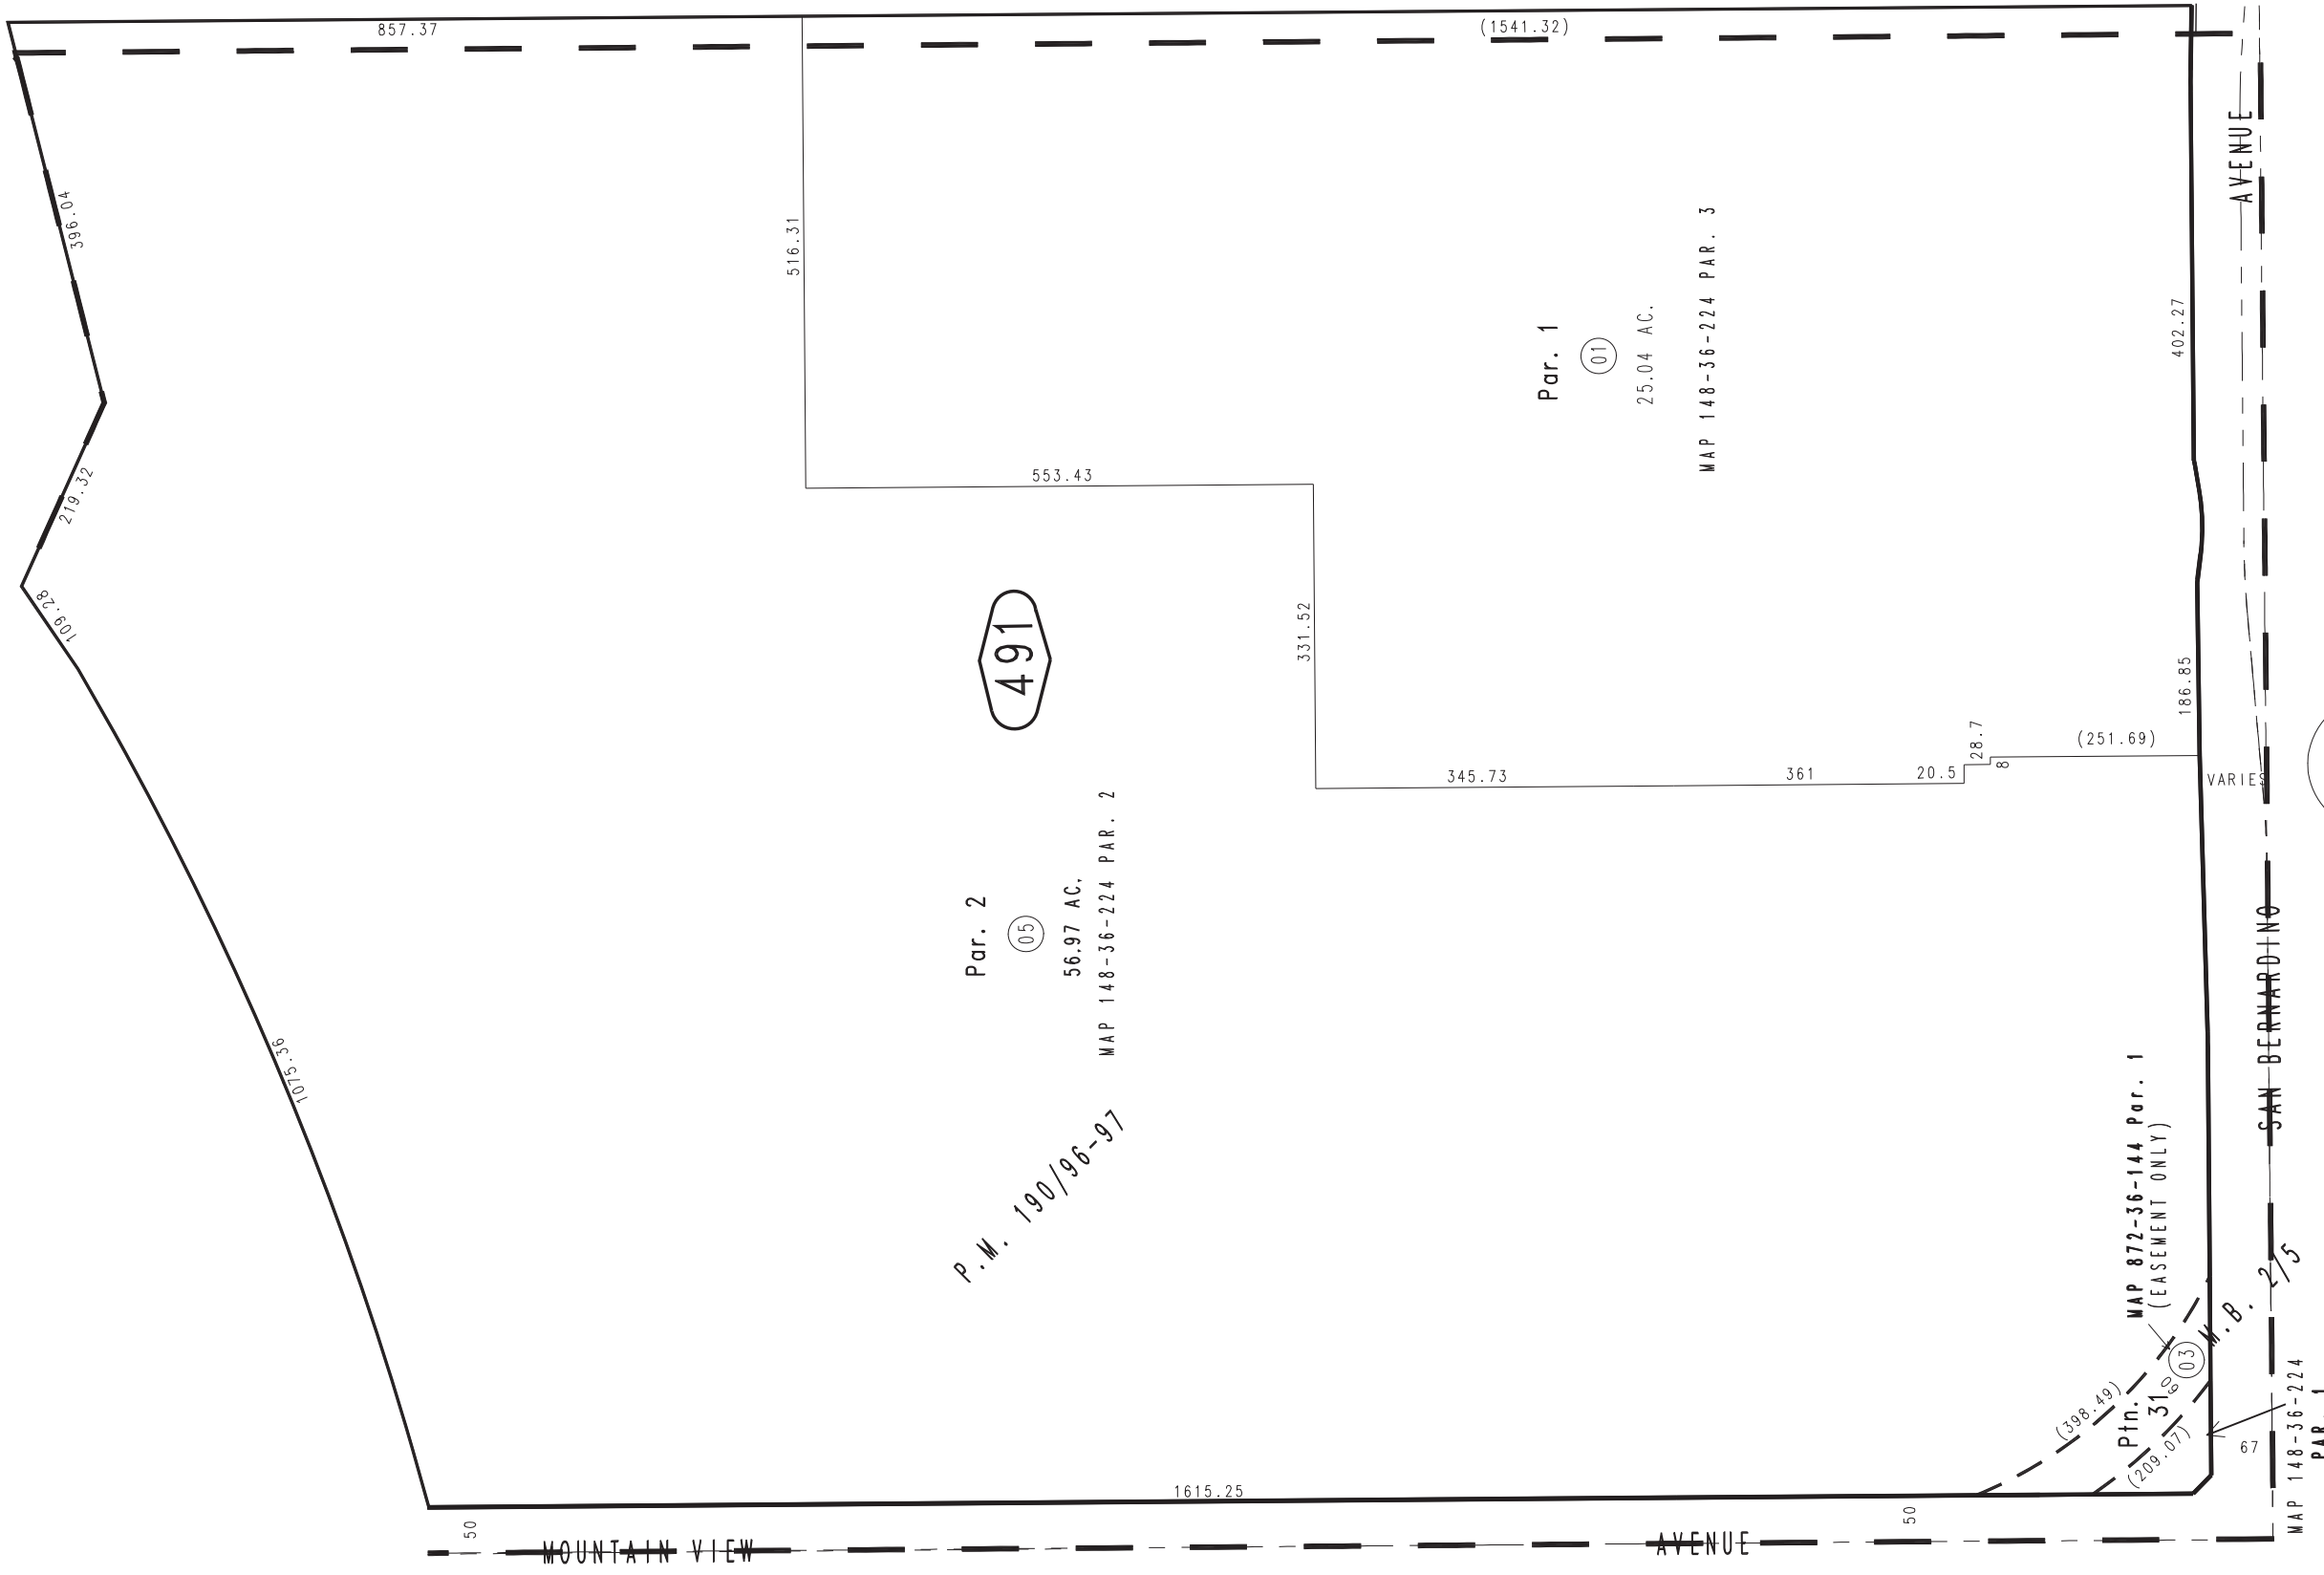 857.37
(1541.32)
396.04
516.31
AVENUE
Par. 1
01
25.04 AC.
MAP 148-36-224 PAR. 3
402.27
219.32
553.43
109.28
491
331.52
186.85
28.7
(251.69)
8
345.73
361
20.5
VARIES
Par. 2
05
56.97 AC.
MAP 148-36-224 PAR. 2
SAN BERNARDINO
1075.36
P.M. 190/96-97
MAP 872-36-144 Par. 1
(EASEMENT ONLY)
M.B. 2/5
03
60
(398.49)
Ptn. 31
(209.07)
67
MAP 148-36-224
PAR. 1
1615.25
50
50
MOUNTAIN VIEW
AVENUE